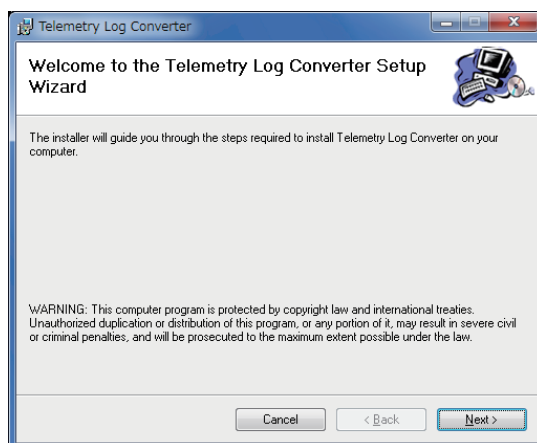 Telemetry Log Converter
Welcome to the Telemetry Log Converter Setup
Wizard
The installer will guide you through the steps required to install Telemetry Log Converter on your
computer.
WARNING: This computer program is protected by copyright law and international treaties.
Unauthorized duplication or distribution of this program, or any portion of it, may result in severe civil
or criminal penalties, and will be prosecuted to the maximum extent possible under the law.
Cancel
< Back
Next >